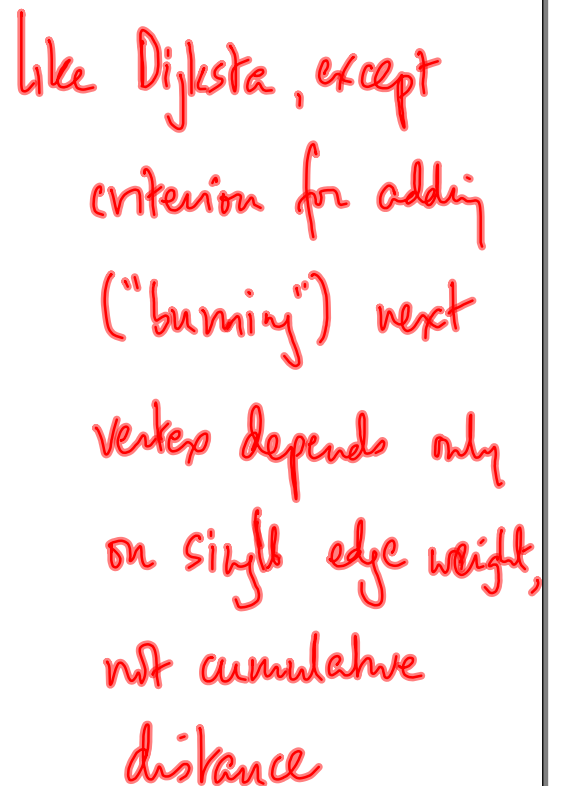 Like Dijksta, except
criterion for adding
("burning") next
vertex depends only
on single edge weight,
not cumulative
distance